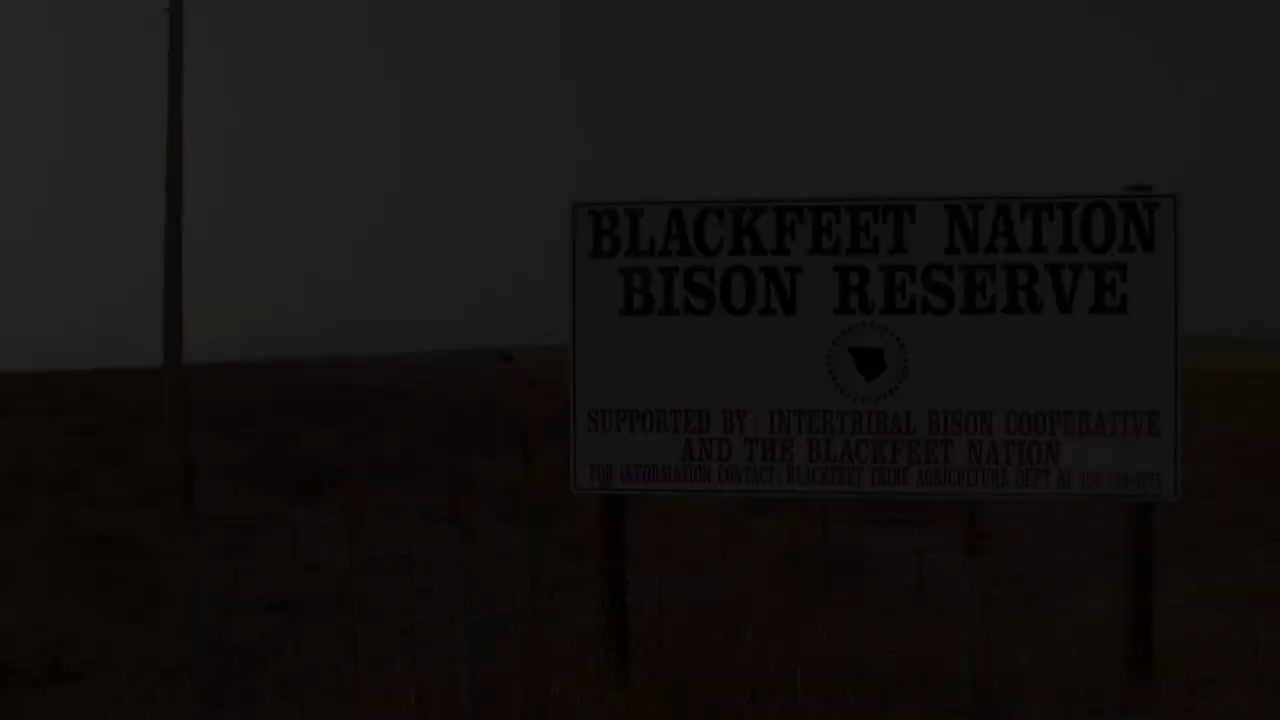 BLACKFEET NATION
BISON RESERVE
SUPPORTED BY: INTERTRIBAL BISON COOPERATIVE
AND THE BLACKFEET NATION
FOR INFORMATION CONTACT: BLACKFEET TRIBE AGRICULTURE DEPT AT